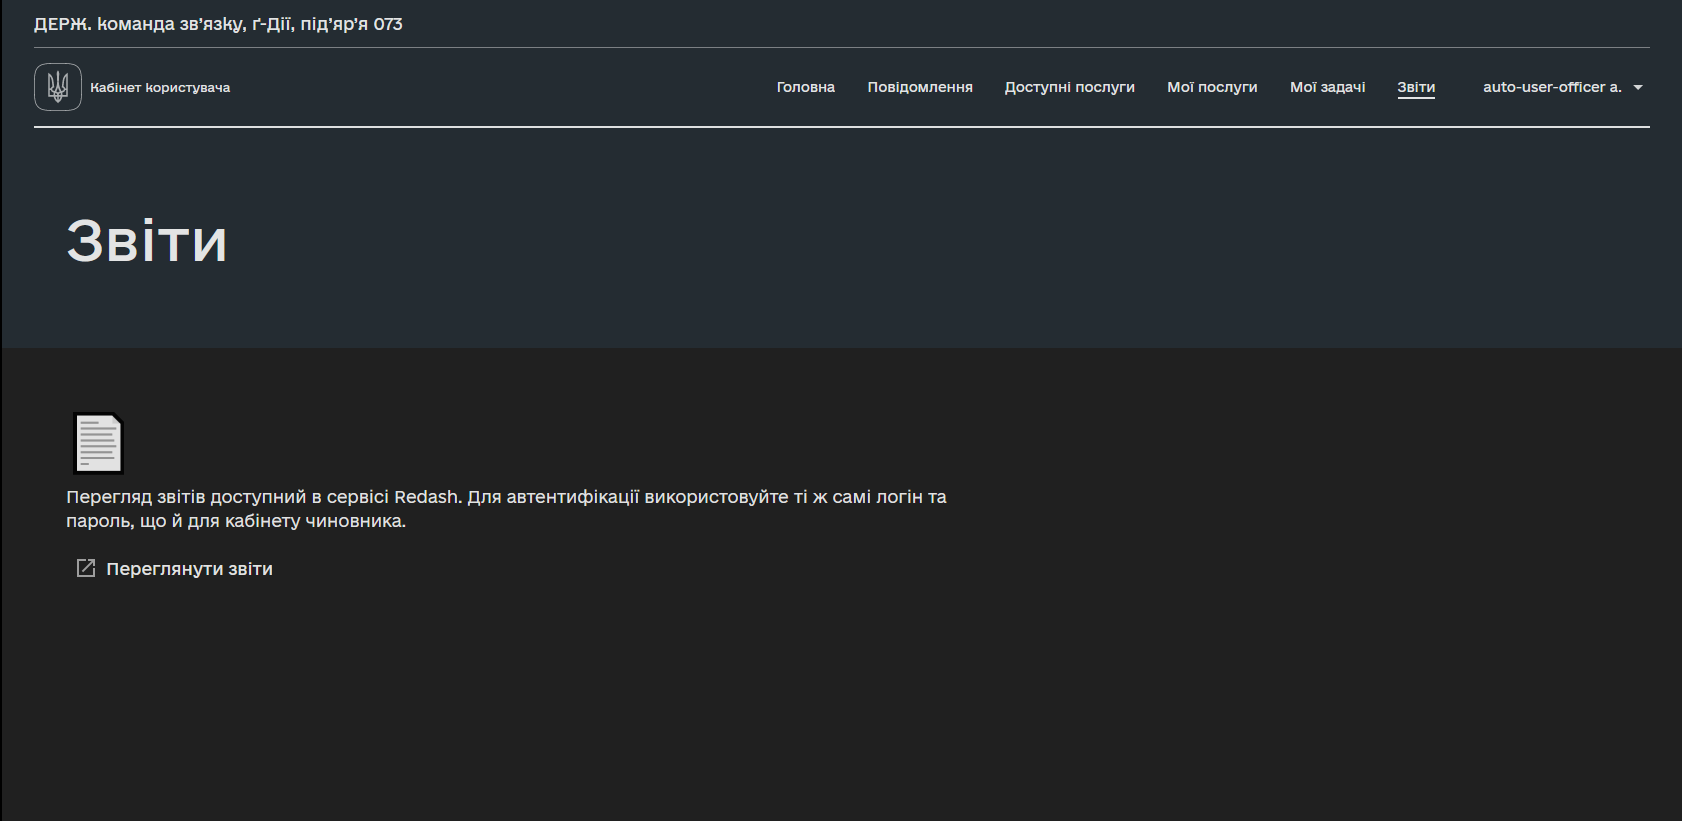 ДЕРЖ. команда зв’язку, ґ-Дії, під’яр’я 073
Кабінет користувача
Головна
Повідомлення
Доступні послуги
Мої послуги
Мої задачі
Звіти
auto-user-officer a.
Звіти
Перегляд звітів доступний в сервісі Redash. Для автентифікації використовуйте ті ж самі логін та
пароль, що й для кабінету чиновника.
Переглянути звіти